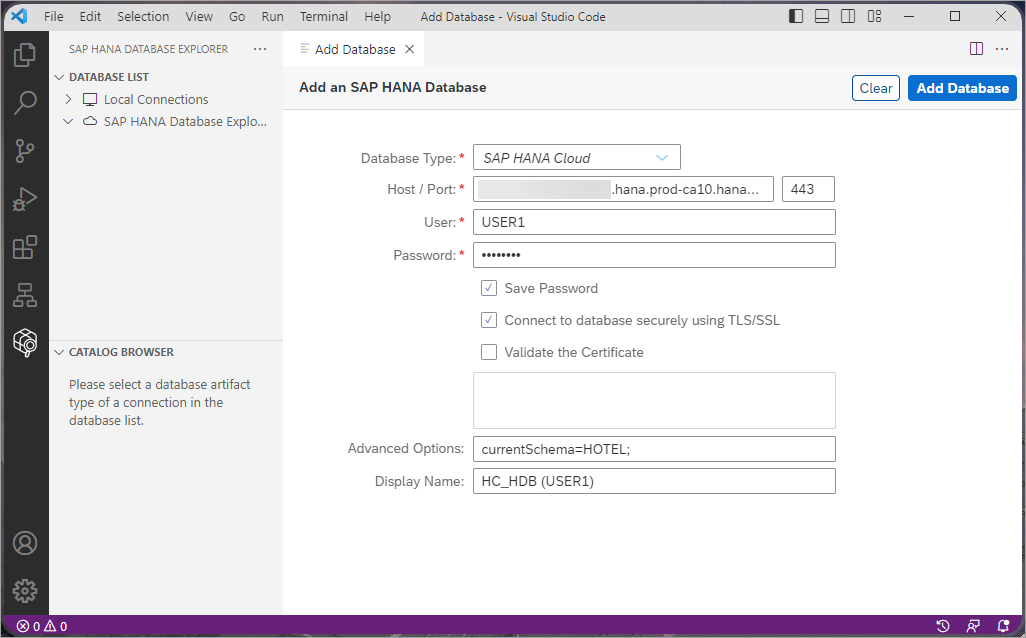 File Edit Selection View Go Run Terminal Help Add Database - Visual Studio Code
SAP HANA DATABASE EXPLORER ...
Add Database
DATABASE LIST
Local Connections
SAP HANA Database Explo...
Add an SAP HANA Database
Clear
Add Database
Database Type: * SAP HANA Cloud
Host / Port: * .hana.prod-ca10.hana... 443
User: * USER1
Password: * ••••••••
Save Password
Connect to database securely using TLS/SSL
Validate the Certificate
Advanced Options: currentSchema=HOTEL;
Display Name: HC_HDB (USER1)
CATALOG BROWSER
Please select a database artifact
type of a connection in the
database list.
0 0